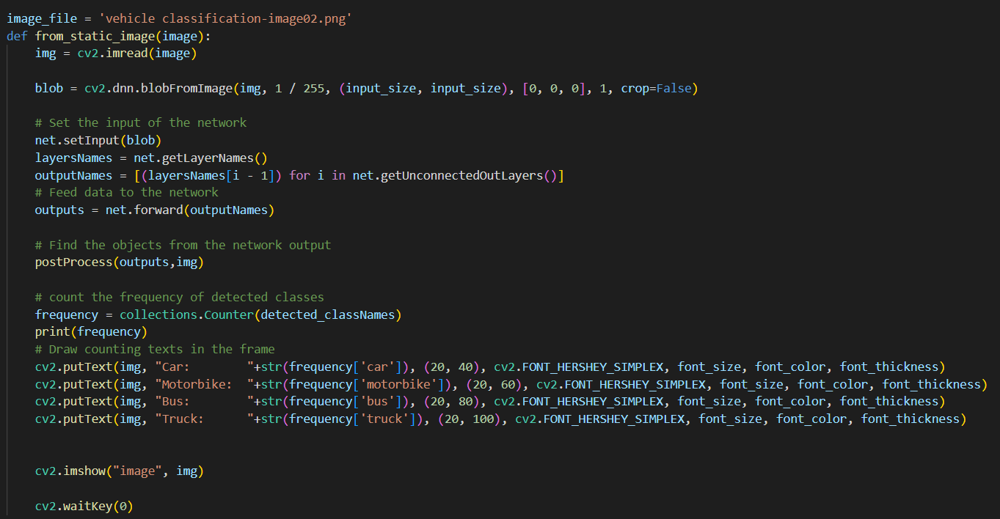 image_file = 'vehicle classification-image02.png'
def from_static_image(image):
    img = cv2.imread(image)

    blob = cv2.dnn.blobFromImage(img, 1 / 255, (input_size, input_size), [0, 0, 0], 1, crop=False)

    # Set the input of the network
    net.setInput(blob)
    layersNames = net.getLayerNames()
    outputNames = [(layersNames[i - 1]) for i in net.getUnconnectedOutLayers()]
    # Feed data to the network
    outputs = net.forward(outputNames)

    # Find the objects from the network output
    postProcess(outputs,img)

    # count the frequency of detected classes
    frequency = collections.Counter(detected_classNames)
    print(frequency)
    # Draw counting texts in the frame
    cv2.putText(img, "Car:        "+str(frequency['car']), (20, 40), cv2.FONT_HERSHEY_SIMPLEX, font_size, font_color, font_thickness)
    cv2.putText(img, "Motorbike:  "+str(frequency['motorbike']), (20, 60), cv2.FONT_HERSHEY_SIMPLEX, font_size, font_color, font_thickness)
    cv2.putText(img, "Bus:        "+str(frequency['bus']), (20, 80), cv2.FONT_HERSHEY_SIMPLEX, font_size, font_color, font_thickness)
    cv2.putText(img, "Truck:      "+str(frequency['truck']), (20, 100), cv2.FONT_HERSHEY_SIMPLEX, font_size, font_color, font_thickness)


    cv2.imshow("image", img)

    cv2.waitKey(0)